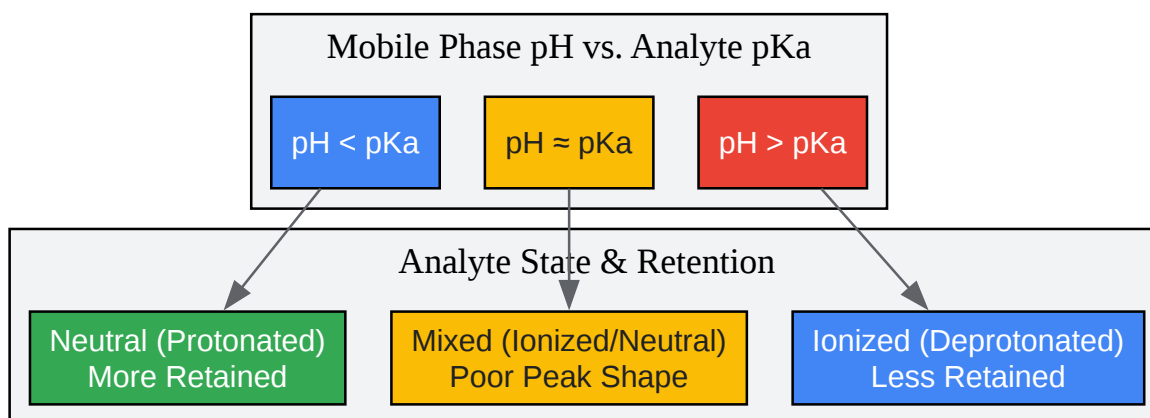 Mobile Phase pH vs. Analyte pKa
pH < pKa
pH ≈ pKa
pH > pKa
Analyte State & Retention
Neutral (Protonated)
More Retained
Mixed (Ionized/Neutral)
Poor Peak Shape
Ionized (Deprotonated)
Less Retained